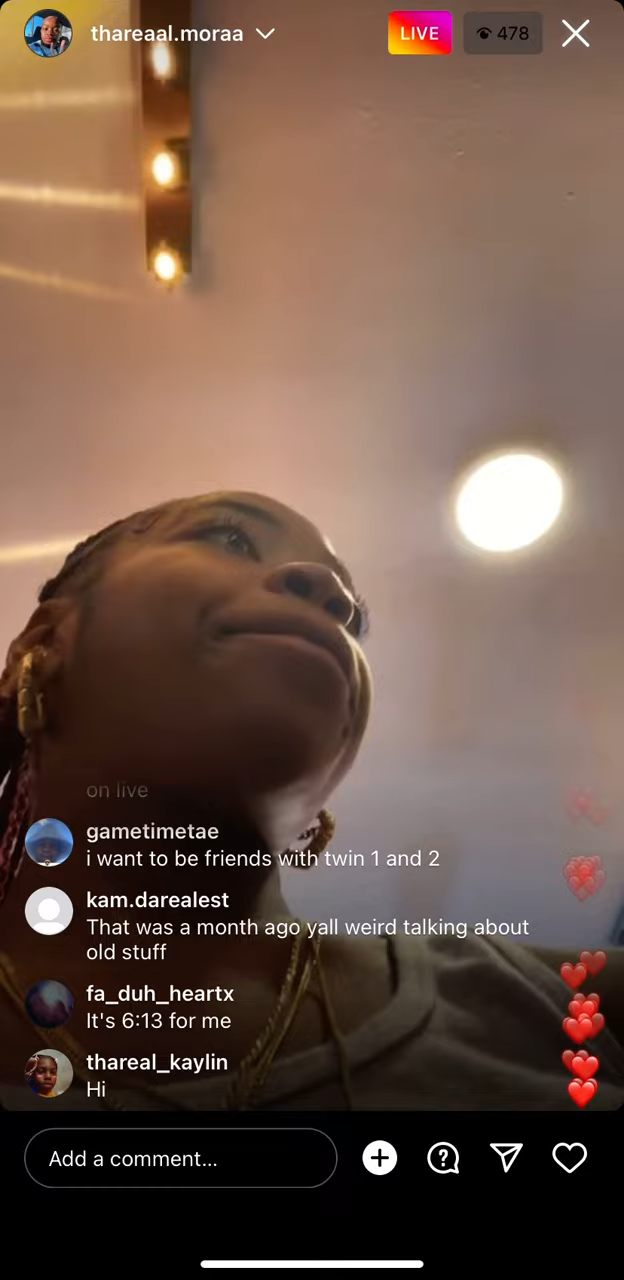 thareaal.moraa
LIVE
478
on live
gametimetae
i want to be friends with twin 1 and 2
kam.darealest
That was a month ago yall weird talking about
old stuff
fa_duh_heartx
It's 6:13 for me
thareal_kaylin
Hi
Add a comment...